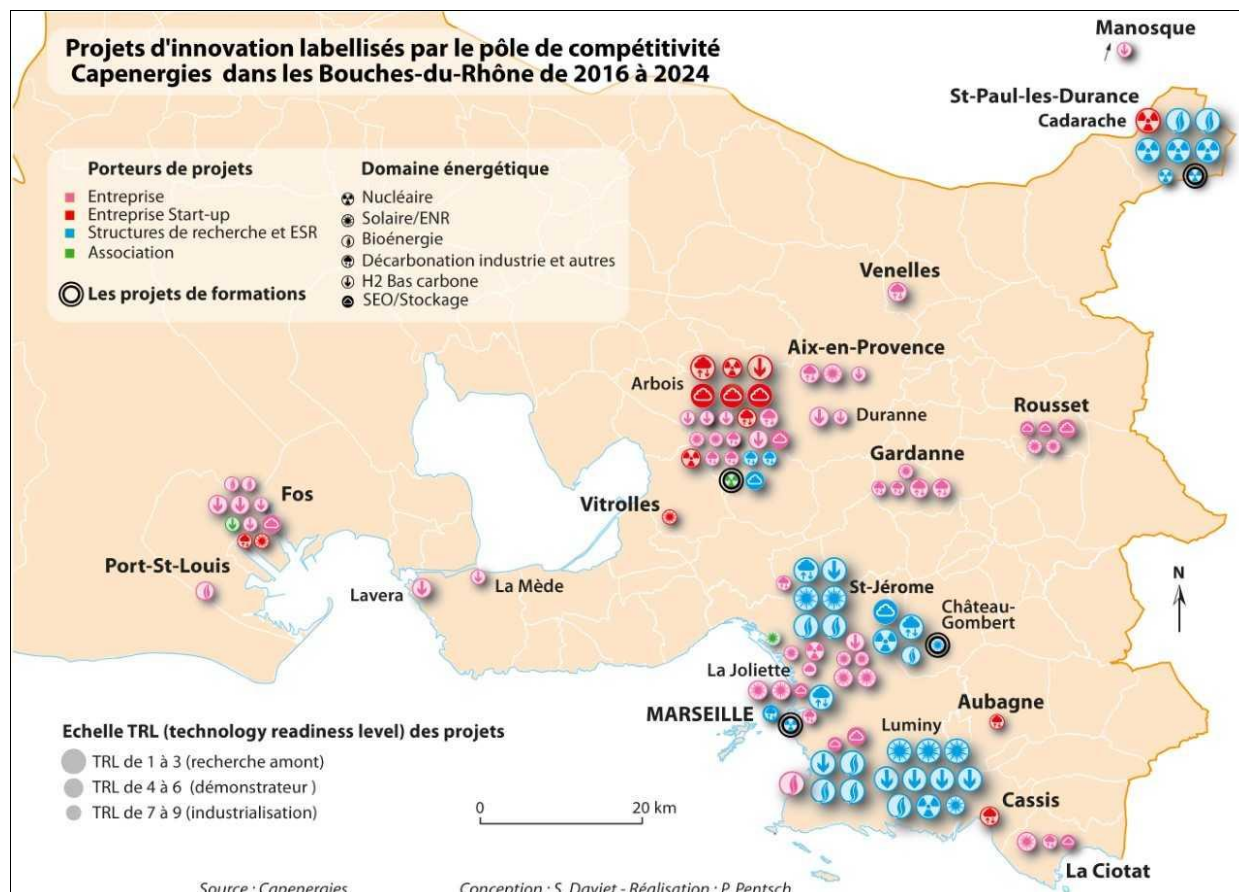 Projets d'innovation labellisés par le pôle de compétitivité
Capenergies dans les Bouches-du-Rhône de 2016 à 2024
Porteurs de projets
Entreprise
Entreprise Start-up
Structures de recherche et ESR
Association
Les projets de formations
Domaine énergétique
Nucléaire
Solaire/ENR
Bioénergie
Décarbonation industrie et autres
H2 Bas carbone
SEO/Stockage
Manosque
St-Paul-les-Durance
Cadarache
Venelles
Aix-en-Provence
Arbois
Duranne
Rousset
Gardanne
Fos
Vitrolles
Port-St-Louis
Lavera
La Mède
St-Jérome
Château-
Gombert
N
La Joliette
MARSEILLE
Aubagne
Luminy
Cassis
La Ciotat
Echelle TRL (technology readiness level) des projets
TRL de 1 à 3 (recherche amont)
TRL de 4 à 6 (démonstrateur )
TRL de 7 à 9 (industrialisation)
0 20 km
Source : Capenergies Conception : S. Daviet - Réalisation : P. Pentsch